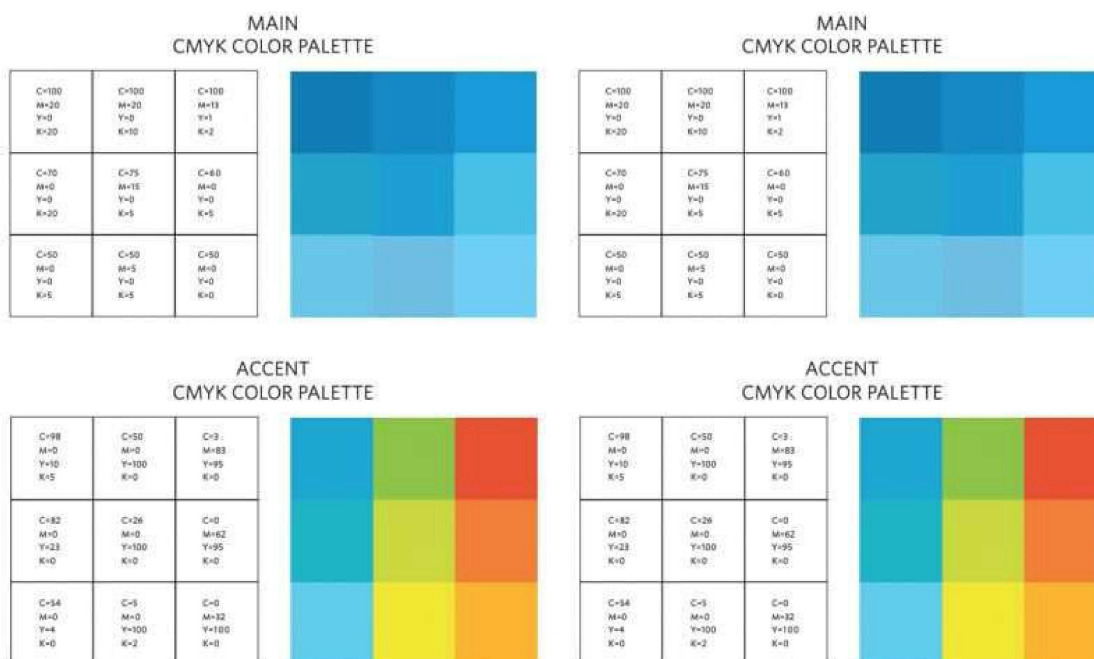 MAIN
CMYK COLOR PALETTE
C=100
M=20
Y=0
K=20
C=100
M=20
Y=0
K=10
C=100
M=13
Y=1
K=2
C=70
M=0
Y=0
K=20
C=75
M=15
Y=0
K=5
C=60
M=0
Y=0
K=5
C=50
M=0
Y=0
K=5
C=50
M=5
Y=0
K=5
C=50
M=0
Y=0
K=0
MAIN
CMYK COLOR PALETTE
C=100
M=20
Y=0
K=20
C=100
M=20
Y=0
K=10
C=100
M=13
Y=1
K=2
C=70
M=0
Y=0
K=20
C=75
M=15
Y=0
K=5
C=60
M=0
Y=0
K=5
C=50
M=0
Y=0
K=5
C=50
M=5
Y=0
K=5
C=50
M=0
Y=0
K=0
ACCENT
CMYK COLOR PALETTE
C=98
M=0
Y=10
K=5
C=50
M=0
Y=100
K=0
C=3
M=83
Y=95
K=0
C=82
M=0
Y=23
K=0
C=26
M=0
Y=100
K=0
C=0
M=62
Y=95
K=0
C=54
M=0
Y=4
K=0
C=5
M=0
Y=100
K=2
C=0
M=32
Y=100
K=0
ACCENT
CMYK COLOR PALETTE
C=98
M=0
Y=10
K=5
C=50
M=0
Y=100
K=0
C=3
M=83
Y=95
K=0
C=82
M=0
Y=23
K=0
C=26
M=0
Y=100
K=0
C=0
M=62
Y=95
K=0
C=54
M=0
Y=4
K=0
C=5
M=0
Y=100
K=2
C=0
M=32
Y=100
K=0